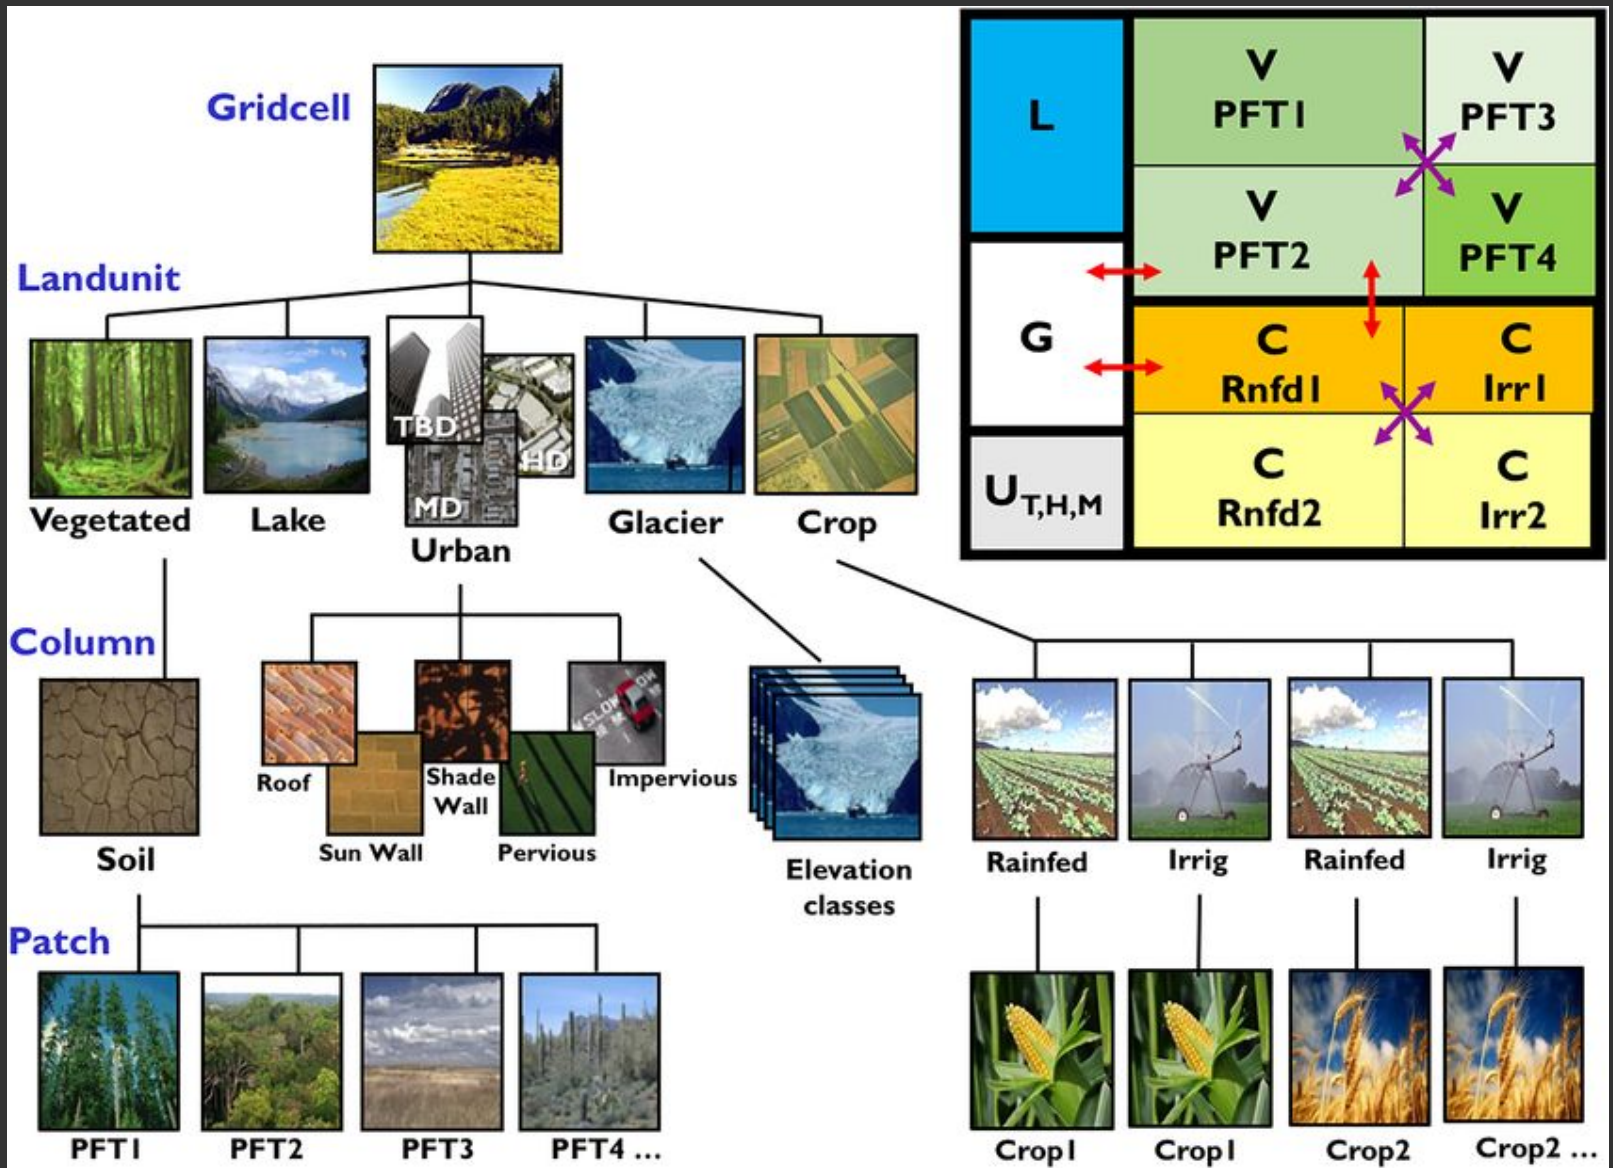 Gridcell
Landunit
TBD
HD
MD
Vegetated
Lake
Urban
Glacier
Crop
Column
Soil
Roof
Sun Wall
Shade
Wall
Pervious
SLOW
Impervious
Elevation
classes
Rainfed
Irrig
Rainfed
Irrig
Patch
PFT1
PFT2
PFT3
PFT4 ...
Crop1
Crop1
Crop2
Crop2 ...
L
G
U T,H,M
V
PFT1
V
PFT3
V
PFT2
V
PFT4
C
Rnfd1
C
Irr1
C
Rnfd2
C
Irr2